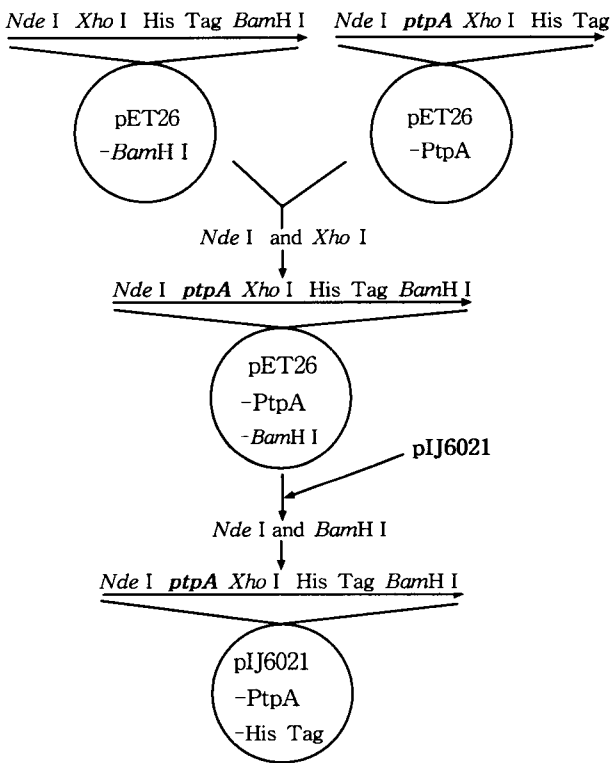 Nde I Xho I His Tag BamH I
Nde I ptpA Xho I His Tag
pET26
-BamH I
pET26
-PtpA
Nde I and Xho I
Nde I ptpA Xho I His Tag BamH I
pET26
-PtpA
-BamH I
pIJ6021
Nde I and BamH I
Nde I ptpA Xho I His Tag BamH I
pIJ6021
-PtpA
-His Tag